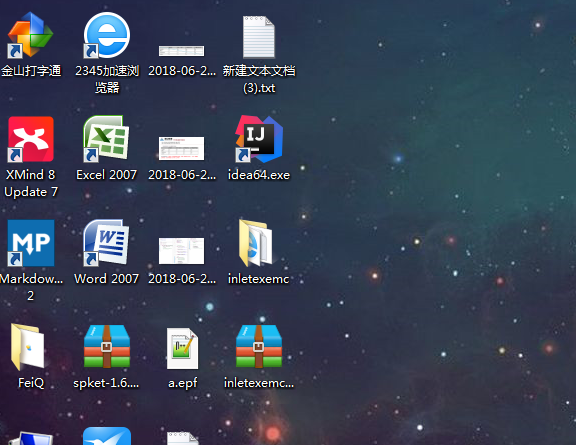 金山打字通
2345加速浏
览器
2018-06-2...
新建文本文档
(3).txt
XMind 8
Update 7
Excel 2007
2018-06-2...
idea64.exe
Markdow...
2
Word 2007
2018-06-2...
inletexemc
FeiQ
spket-1.6....
a.epf
inletexemc...